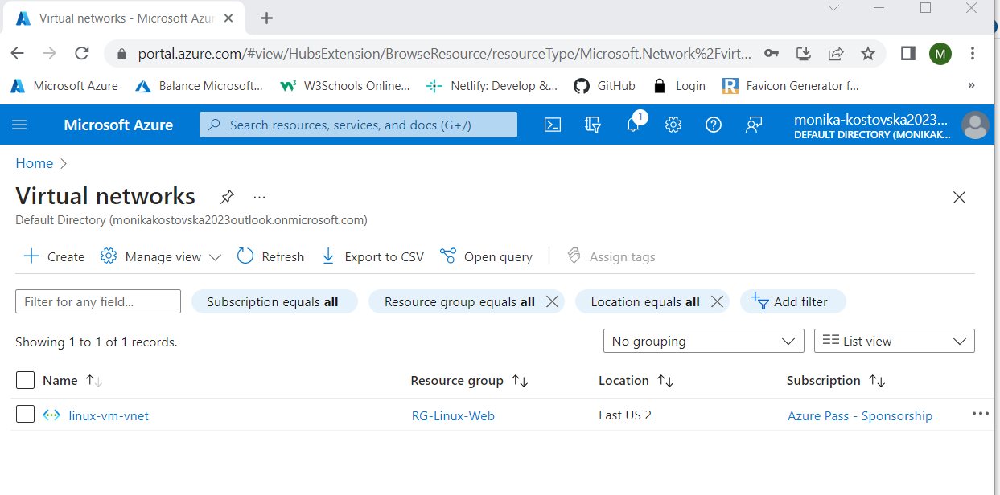 Virtual networks - Microsoft Azur
portal.azure.com/#view/HubsExtension/BrowseResource/resourceType/Microsoft.Network%2Fvirt...
M
Microsoft Azure Balance Microsoft... W3Schools Online... Netlify: Develop &... GitHub Login Favicon Generator f... »
Microsoft Azure Search resources, services, and docs (G+/) 1 monika-kostovska2023...
DEFAULT DIRECTORY (MONIKAK...
Home >
Virtual networks ...
Default Directory (monikakostovska2023outlook.onmicrosoft.com)
Create Manage view Refresh Export to CSV Open query Assign tags
Filter for any field... Subscription equals all Resource group equals all Location equals all Add filter
Showing 1 to 1 of 1 records. No grouping List view
Name Resource group Location Subscription
linux-vm-vnet RG-Linux-Web East US 2 Azure Pass - Sponsorship ...